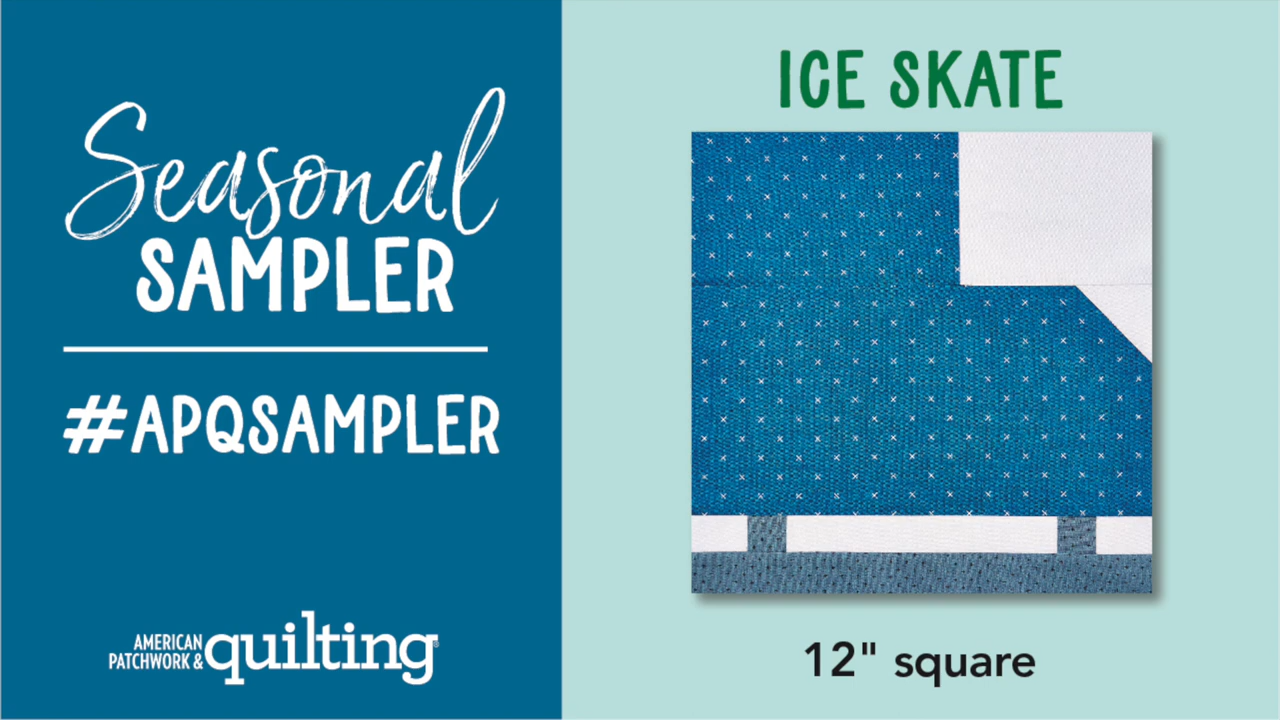 Seasonal
SAMPLER
#APQSAMPLER
AMERICAN
PATCHWORK &
quilting®
ICE SKATE
12" square